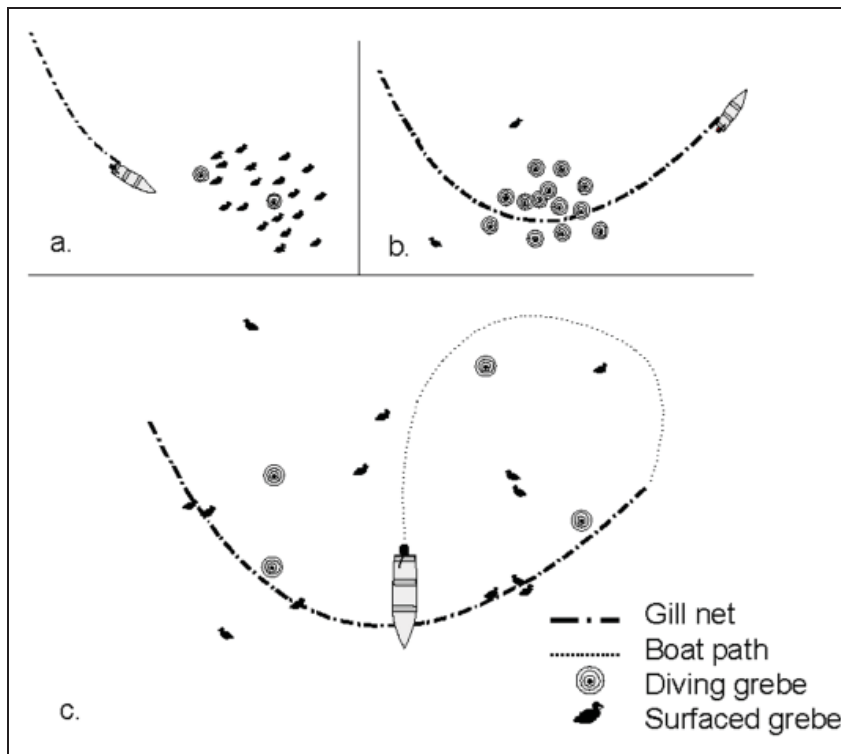 a.
b.
c.
Gill net
Boat path
Diving grebe
Surfaced grebe